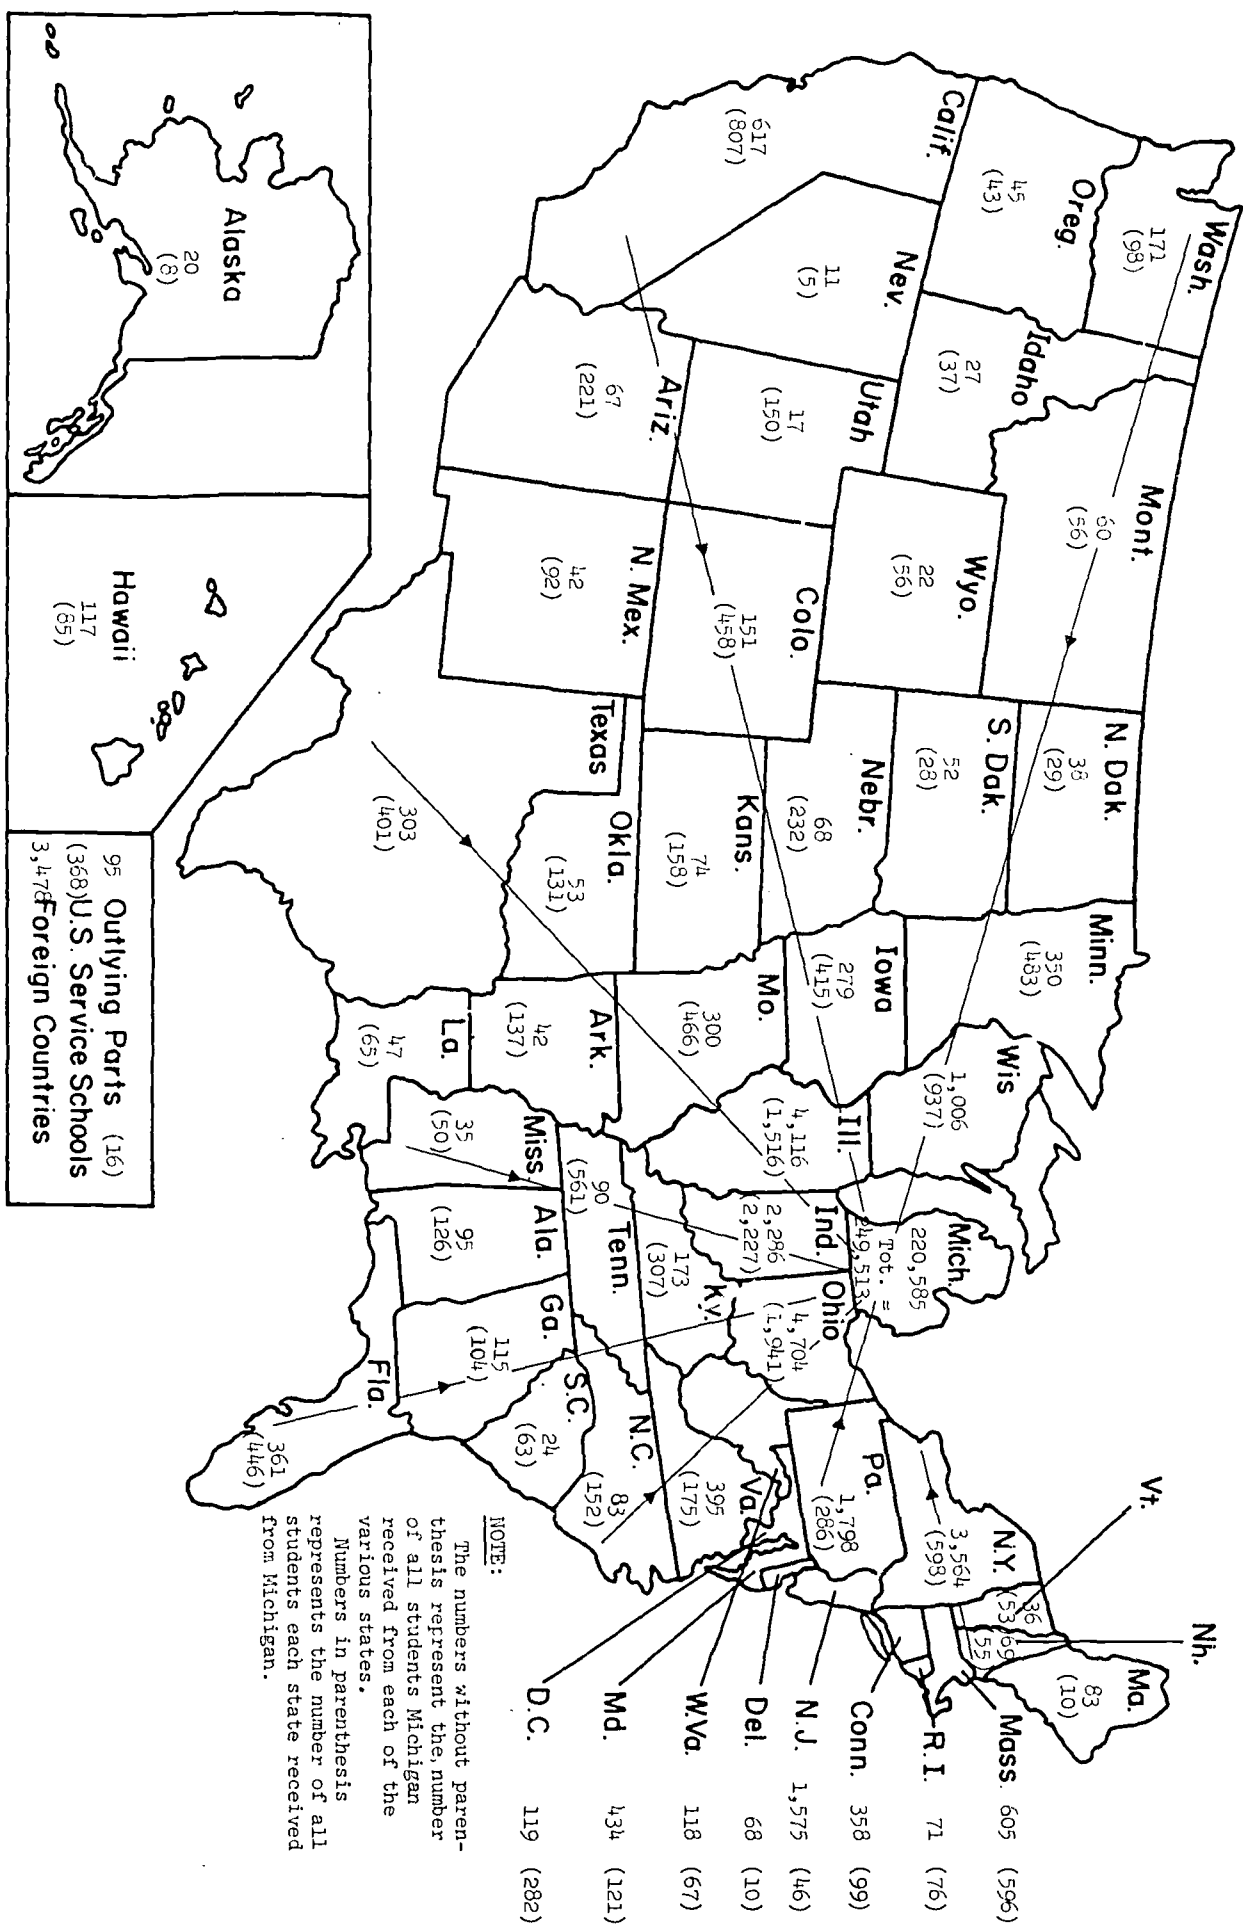 Wash.
171
(98)
Oreg.
45
(43)
Calif.
617
(807)
Nev.
11
(5)
Idaho
27
(37)
Utah
17
(150)
Ariz.
67
(221)
Mont.
60
(56)
Wyo.
22
(56)
Colo.
151
(458)
N. Mex.
42
(92)
N. Dak.
38
(29)
S. Dak.
52
(28)
Nebr.
68
(232)
Kans.
74
(158)
Okla.
53
(131)
Texas
303
(401)
Minn.
350
(483)
Iowa
279
(415)
Mo.
300
(466)
Ark.
42
(137)
La.
47
(65)
Wis
1,006
(937)
Ill.
4,116
(1,516)
Mich.
220,585
Tot. =
249,513
Ind.
2,286
(2,227)
Ohio
4,704
(1,941)
Ky.
173
(307)
Tenn.
90
(561)
Miss
35
(50)
Ala.
95
(126)
Ga.
115
(104)
Fla.
361
(446)
S.C.
24
(63)
N.C.
83
(152)
Va.
395
(175)
Pa.
1,798
(286)
N.Y.
3,564
(598)
Vt.
36
(53)
Nh.
69
(55)
Ma.
83
(10)
Mass. 605 (596)
R.I. 71 (76)
Conn. 358 (99)
N.J. 1,575 (46)
Del. 68 (10)
W.Va. 118 (67)
Md. 434 (121)
D.C. 119 (282)
Alaska
20
(8)
Hawaii
117
(85)
95 Outlying Parts (16)
(368)U.S. Service Schools
3,478Foreign Countries
NOTE:
The numbers without paren-
thesis represent the number
of all students Michigan
received from each of the
various states.
Numbers in parenthesis
represents the number of all
students each state received
from Michigan.